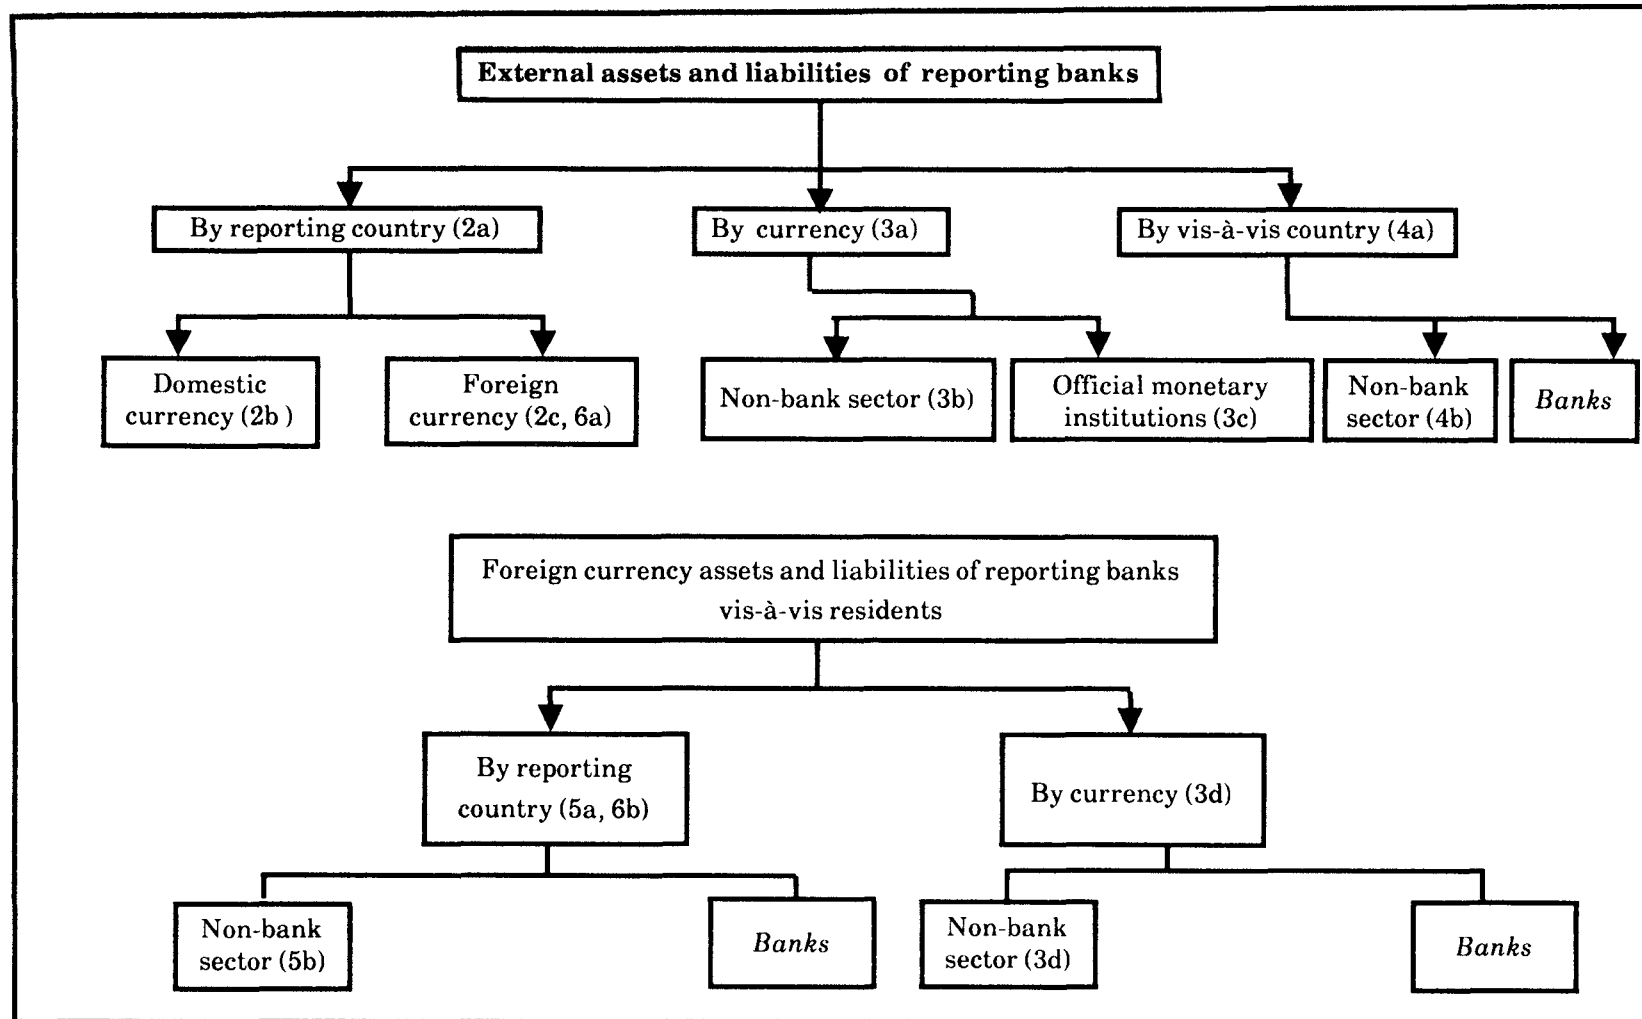 External assets and liabilities of reporting banks
By reporting country (2a)
By currency (3a)
By vis-à-vis country (4a)
Domestic
currency (2b )
Foreign
currency (2c, 6a)
Non-bank sector (3b)
Official monetary
institutions (3c)
Non-bank
sector (4b)
Banks
Foreign currency assets and liabilities of reporting banks
vis-à-vis residents
By reporting
country (5a, 6b)
By currency (3d)
Non-bank
sector (5b)
Banks
Non-bank
sector (3d)
Banks